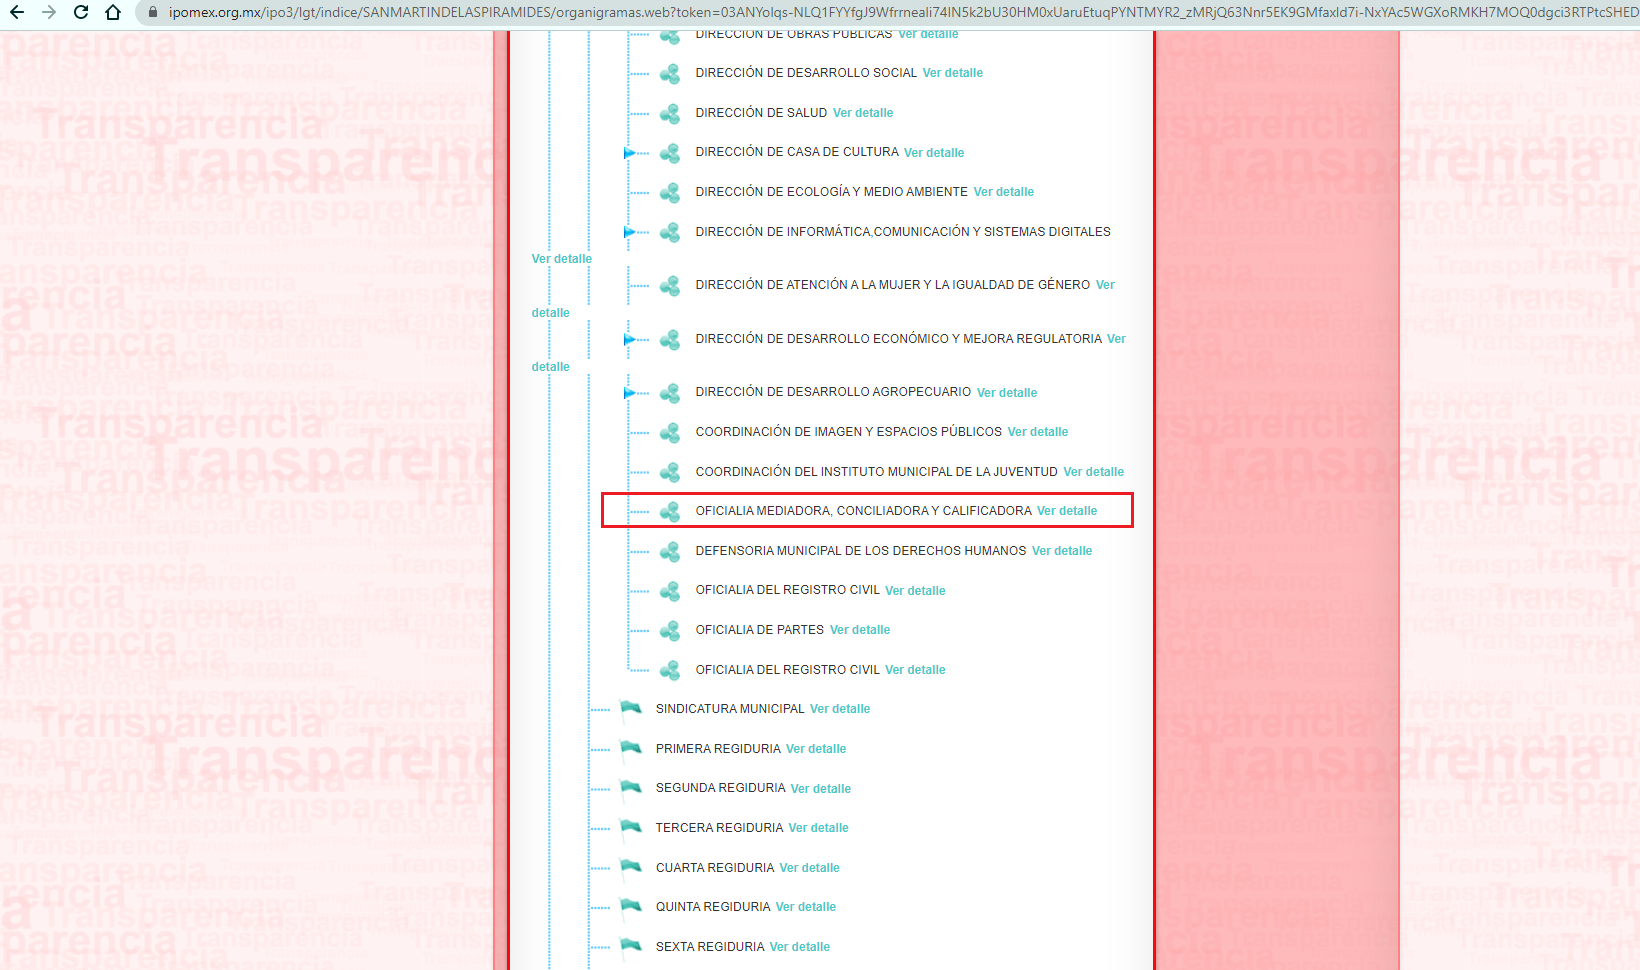 ipomex.org.mx/ipo3/lgt/indice/SANMARTINDELASPIRAMIDES/organigramas.web?token=03ANYolqs-NLQ1FYYfgJ9Wfrrneali74IN5k2bU30HM0xUaruEtuqPYNTMYR2_zMRjQ63Nnr5EK9GMfaxld7i-NxYAc5WGXoRMKH7MOQ0dgci3RTPtcSHED
DIRECCIÓN DE OBRAS PÚBLICAS Ver detalle
DIRECCIÓN DE DESARROLLO SOCIAL Ver detalle
DIRECCIÓN DE SALUD Ver detalle
DIRECCIÓN DE CASA DE CULTURA Ver detalle
DIRECCIÓN DE ECOLOGÍA Y MEDIO AMBIENTE Ver detalle
DIRECCIÓN DE INFORMÁTICA,COMUNICACIÓN Y SISTEMAS DIGITALES
Ver detalle
DIRECCIÓN DE ATENCIÓN A LA MUJER Y LA IGUALDAD DE GÉNERO Ver
detalle
DIRECCIÓN DE DESARROLLO ECONÓMICO Y MEJORA REGULATORIA Ver
detalle
DIRECCIÓN DE DESARROLLO AGROPECUARIO Ver detalle
COORDINACIÓN DE IMAGEN Y ESPACIOS PÚBLICOS Ver detalle
COORDINACIÓN DEL INSTITUTO MUNICIPAL DE LA JUVENTUD Ver detalle
OFICIALIA MEDIADORA, CONCILIADORA Y CALIFICADORA Ver detalle
DEFENSORIA MUNICIPAL DE LOS DERECHOS HUMANOS Ver detalle
OFICIALIA DEL REGISTRO CIVIL Ver detalle
OFICIALIA DE PARTES Ver detalle
OFICIALIA DEL REGISTRO CIVIL Ver detalle
SINDICATURA MUNICIPAL Ver detalle
PRIMERA REGIDURIA Ver detalle
SEGUNDA REGIDURIA Ver detalle
TERCERA REGIDURIA Ver detalle
CUARTA REGIDURIA Ver detalle
QUINTA REGIDURIA Ver detalle
SEXTA REGIDURIA Ver detalle
Transparencia
Transparencia